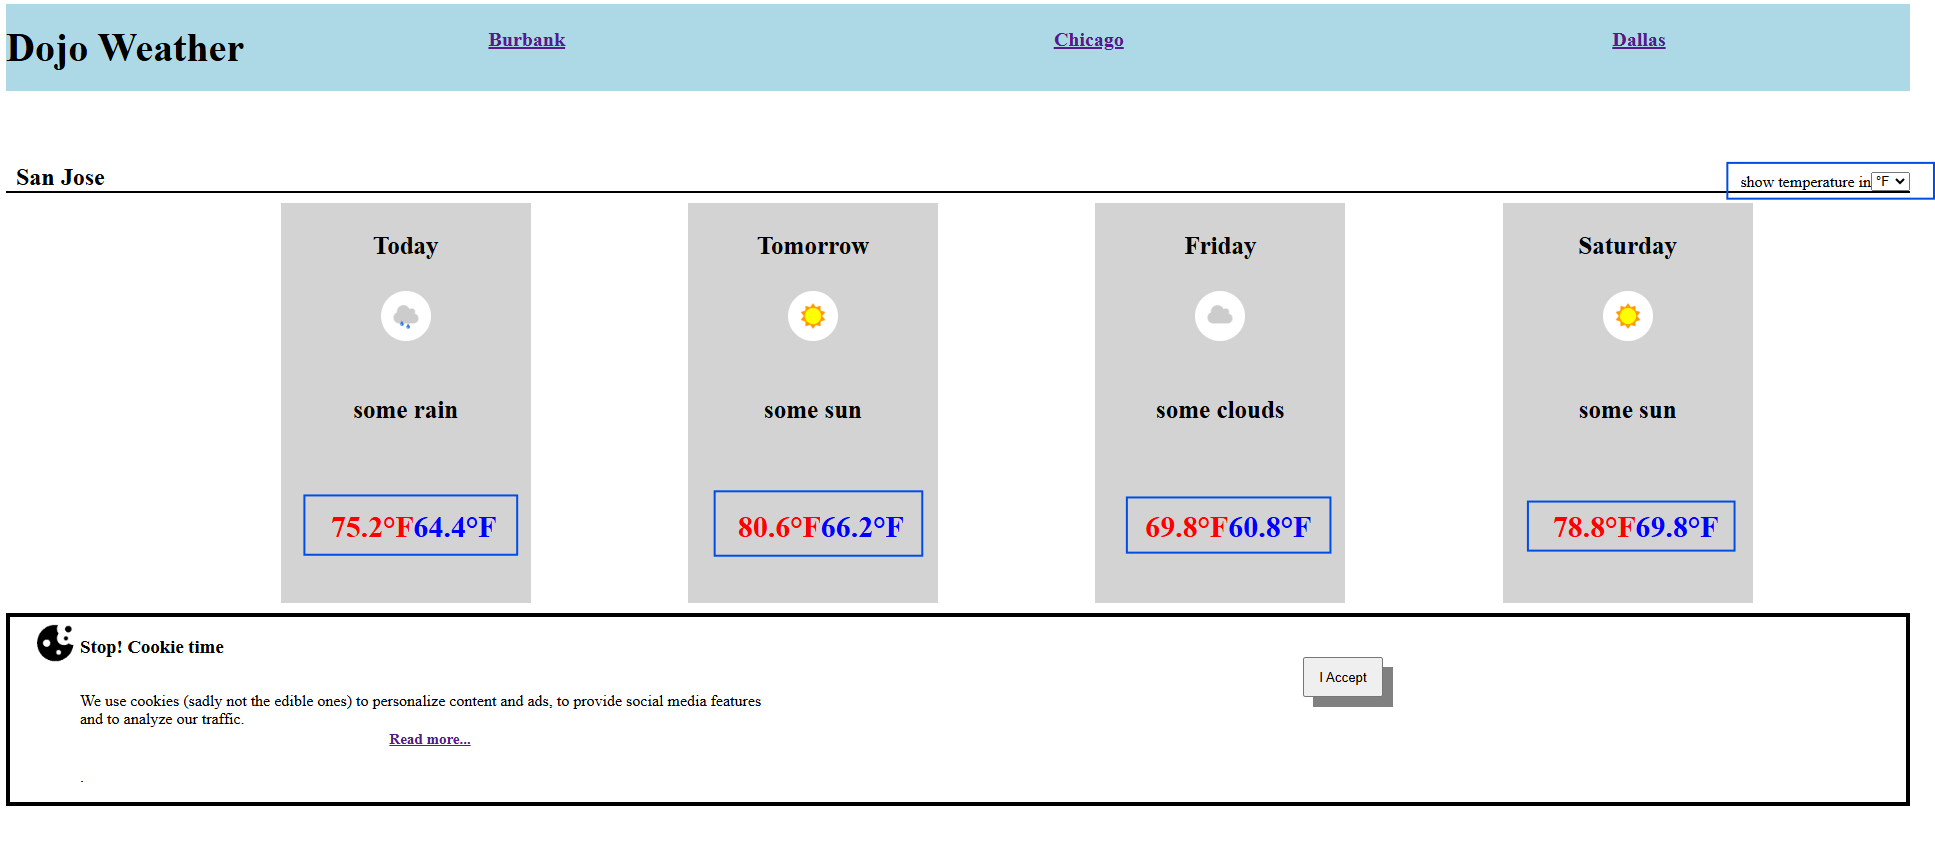 Dojo Weather Burbank Chicago Dallas
San Jose show temperature in °F
Today Tomorrow Friday Saturday
some rain some sun some clouds some sun
75.2°F64.4°F 80.6°F66.2°F 69.8°F60.8°F 78.8°F69.8°F
Stop! Cookie time
I Accept
We use cookies (sadly not the edible ones) to personalize content and ads, to provide social media features
and to analyze our traffic.
Read more...
.